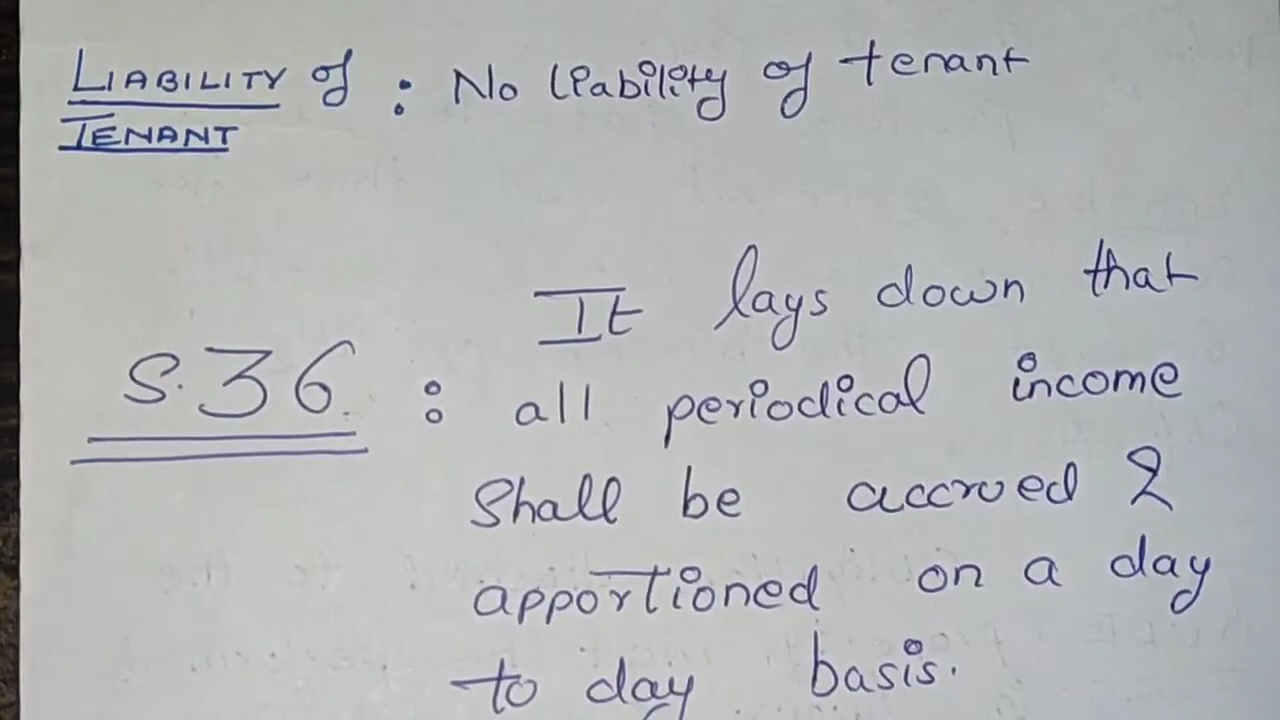 LIABILITY of : No liability of tenant
TENANT
It lays down that
S.36 : all periodical income
Shall be accrued &
apportioned on a day
to day basis.